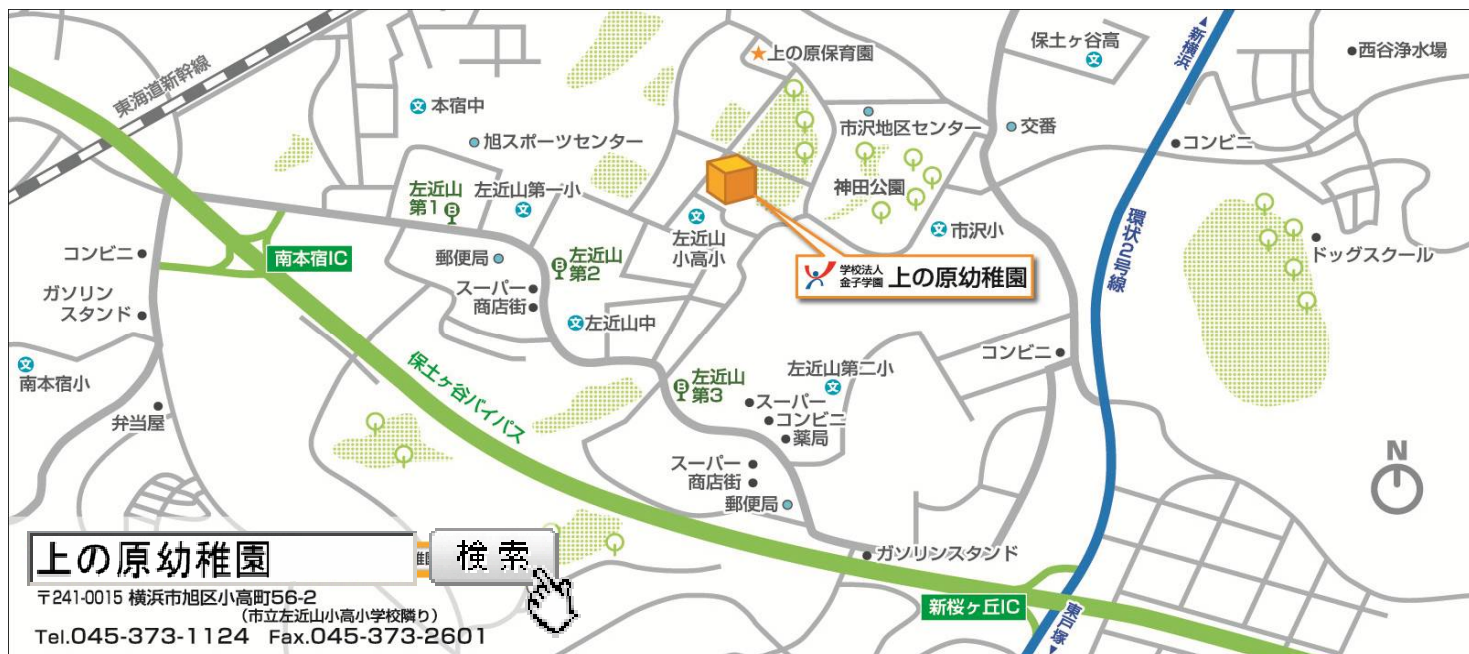 東海道新幹線
本宿中
旭スポーツセンター
★上の原保育園
保土ヶ谷高
▲新横浜
西谷浄水場
市沢地区センター
交番
コンビニ
左近山
第1
左近山第一小
左近山
小高小
神田公園
市沢小
環状2号線
ドッグスクール
コンビニ
南本宿IC
郵便局
左近山
第2
学校法人
金子学園
上の原幼稚園
ガソリン
スタンド
スーパー
商店街
左近山中
南本宿小
弁当屋
保土ヶ谷バイパス
左近山
第3
左近山第二小
コンビニ
スーパー
コンビニ
薬局
スーパー
商店街
郵便局
N
ガソリンスタンド
新桜ヶ丘IC
東戸塚▼
上の原幼稚園
検索
〒241-0015 横浜市旭区小高町56-2
(市立左近山小高小学校隣り)
Tel.045-373-1124 Fax.045-373-2601